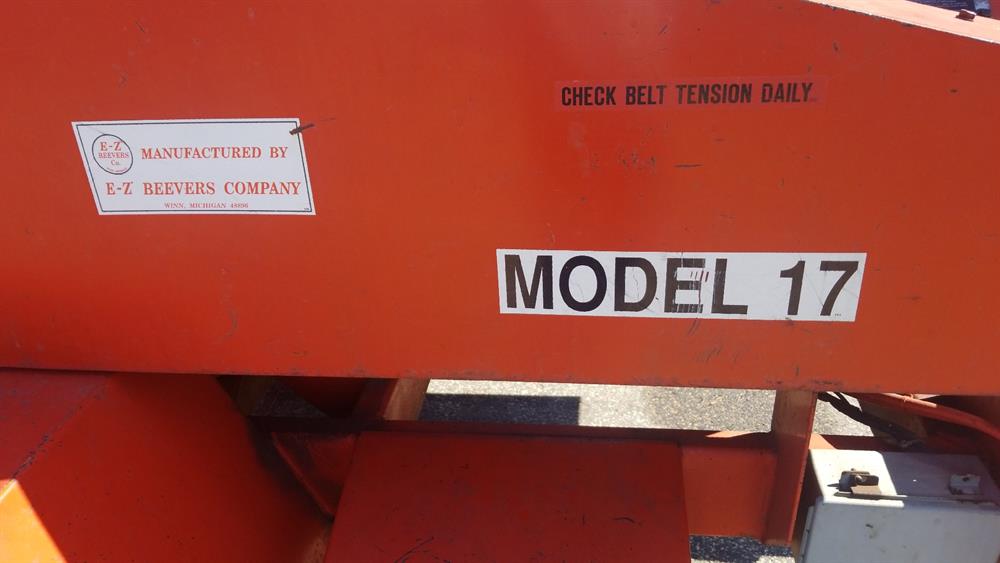 CHECK BELT TENSION DAILY
E-Z
BEEVERS
Co.
MANUFACTURED BY
E-Z BEEVERS COMPANY
WINN, MICHIGAN 48896
MODEL 17